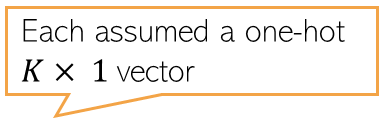 Each assumed a one-hot
K × 1 vector